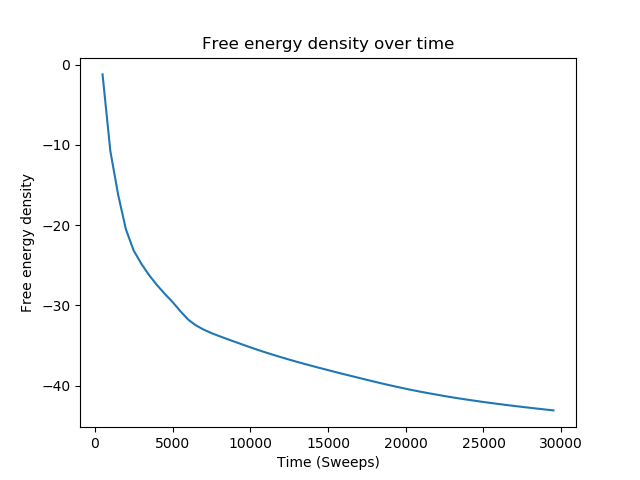 Free energy density over time
Free energy density
0
−10
−20
−30
−40
0 5000 10000 15000 20000 25000 30000
Time (Sweeps)